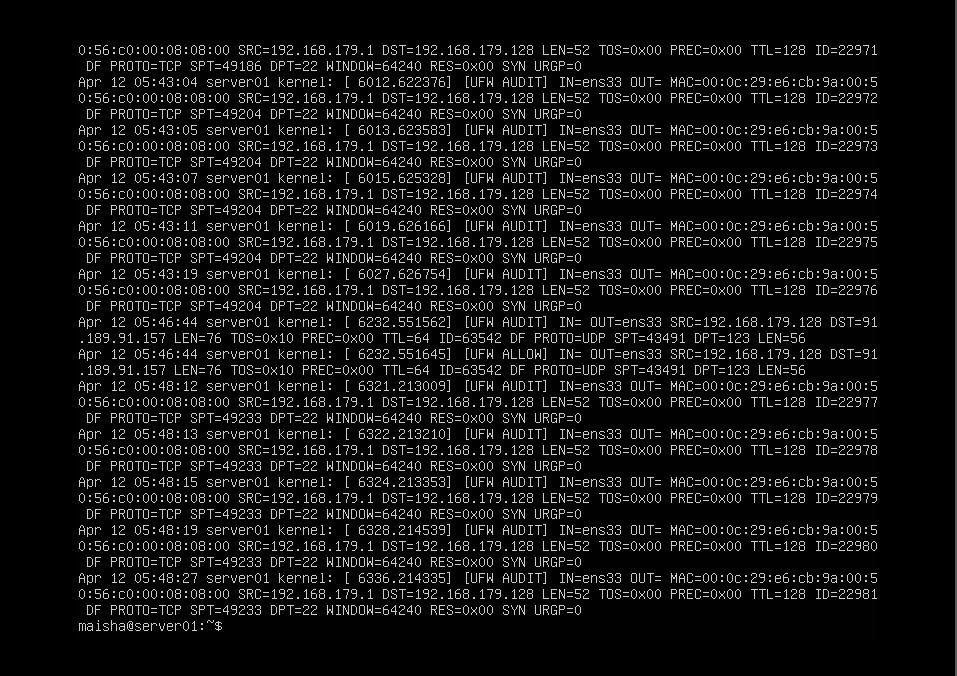 0:56:c0:00:08:08:00 SRC=192.168.179.1 DST=192.168.179.128 LEN=52 TOS=0x00 PREC=0x00 TTL=128 ID=22971
 DF PROTO=TCP SPT=49186 DPT=22 WINDOW=64240 RES=0x00 SYN URGP=0
Apr 12 05:43:04 server01 kernel: [ 6012.622376] [UFW AUDIT] IN=ens33 OUT= MAC=00:0c:29:e6:cb:9a:00:5
0:56:c0:00:08:08:00 SRC=192.168.179.1 DST=192.168.179.128 LEN=52 TOS=0x00 PREC=0x00 TTL=128 ID=22972
 DF PROTO=TCP SPT=49204 DPT=22 WINDOW=64240 RES=0x00 SYN URGP=0
Apr 12 05:43:05 server01 kernel: [ 6013.623583] [UFW AUDIT] IN=ens33 OUT= MAC=00:0c:29:e6:cb:9a:00:5
0:56:c0:00:08:08:00 SRC=192.168.179.1 DST=192.168.179.128 LEN=52 TOS=0x00 PREC=0x00 TTL=128 ID=22973
 DF PROTO=TCP SPT=49204 DPT=22 WINDOW=64240 RES=0x00 SYN URGP=0
Apr 12 05:43:07 server01 kernel: [ 6015.625328] [UFW AUDIT] IN=ens33 OUT= MAC=00:0c:29:e6:cb:9a:00:5
0:56:c0:00:08:08:00 SRC=192.168.179.1 DST=192.168.179.128 LEN=52 TOS=0x00 PREC=0x00 TTL=128 ID=22974
 DF PROTO=TCP SPT=49204 DPT=22 WINDOW=64240 RES=0x00 SYN URGP=0
Apr 12 05:43:11 server01 kernel: [ 6019.626166] [UFW AUDIT] IN=ens33 OUT= MAC=00:0c:29:e6:cb:9a:00:5
0:56:c0:00:08:08:00 SRC=192.168.179.1 DST=192.168.179.128 LEN=52 TOS=0x00 PREC=0x00 TTL=128 ID=22975
 DF PROTO=TCP SPT=49204 DPT=22 WINDOW=64240 RES=0x00 SYN URGP=0
Apr 12 05:43:19 server01 kernel: [ 6027.626754] [UFW AUDIT] IN=ens33 OUT= MAC=00:0c:29:e6:cb:9a:00:5
0:56:c0:00:08:08:00 SRC=192.168.179.1 DST=192.168.179.128 LEN=52 TOS=0x00 PREC=0x00 TTL=128 ID=22976
 DF PROTO=TCP SPT=49204 DPT=22 WINDOW=64240 RES=0x00 SYN URGP=0
Apr 12 05:46:44 server01 kernel: [ 6232.551562] [UFW AUDIT] IN= OUT=ens33 SRC=192.168.179.128 DST=91
.189.91.157 LEN=76 TOS=0x10 PREC=0x00 TTL=64 ID=63542 DF PROTO=UDP SPT=43491 DPT=123 LEN=56
Apr 12 05:46:44 server01 kernel: [ 6232.551645] [UFW ALLOW] IN= OUT=ens33 SRC=192.168.179.128 DST=91
.189.91.157 LEN=76 TOS=0x10 PREC=0x00 TTL=64 ID=63542 DF PROTO=UDP SPT=43491 DPT=123 LEN=56
Apr 12 05:48:12 server01 kernel: [ 6321.213009] [UFW AUDIT] IN=ens33 OUT= MAC=00:0c:29:e6:cb:9a:00:5
0:56:c0:00:08:08:00 SRC=192.168.179.1 DST=192.168.179.128 LEN=52 TOS=0x00 PREC=0x00 TTL=128 ID=22977
 DF PROTO=TCP SPT=49233 DPT=22 WINDOW=64240 RES=0x00 SYN URGP=0
Apr 12 05:48:13 server01 kernel: [ 6322.213210] [UFW AUDIT] IN=ens33 OUT= MAC=00:0c:29:e6:cb:9a:00:5
0:56:c0:00:08:08:00 SRC=192.168.179.1 DST=192.168.179.128 LEN=52 TOS=0x00 PREC=0x00 TTL=128 ID=22978
 DF PROTO=TCP SPT=49233 DPT=22 WINDOW=64240 RES=0x00 SYN URGP=0
Apr 12 05:48:15 server01 kernel: [ 6324.213353] [UFW AUDIT] IN=ens33 OUT= MAC=00:0c:29:e6:cb:9a:00:5
0:56:c0:00:08:08:00 SRC=192.168.179.1 DST=192.168.179.128 LEN=52 TOS=0x00 PREC=0x00 TTL=128 ID=22979
 DF PROTO=TCP SPT=49233 DPT=22 WINDOW=64240 RES=0x00 SYN URGP=0
Apr 12 05:48:19 server01 kernel: [ 6328.214539] [UFW AUDIT] IN=ens33 OUT= MAC=00:0c:29:e6:cb:9a:00:5
0:56:c0:00:08:08:00 SRC=192.168.179.1 DST=192.168.179.128 LEN=52 TOS=0x00 PREC=0x00 TTL=128 ID=22980
 DF PROTO=TCP SPT=49233 DPT=22 WINDOW=64240 RES=0x00 SYN URGP=0
Apr 12 05:48:27 server01 kernel: [ 6336.214335] [UFW AUDIT] IN=ens33 OUT= MAC=00:0c:29:e6:cb:9a:00:5
0:56:c0:00:08:08:00 SRC=192.168.179.1 DST=192.168.179.128 LEN=52 TOS=0x00 PREC=0x00 TTL=128 ID=22981
 DF PROTO=TCP SPT=49233 DPT=22 WINDOW=64240 RES=0x00 SYN URGP=0
maisha@server01:~$